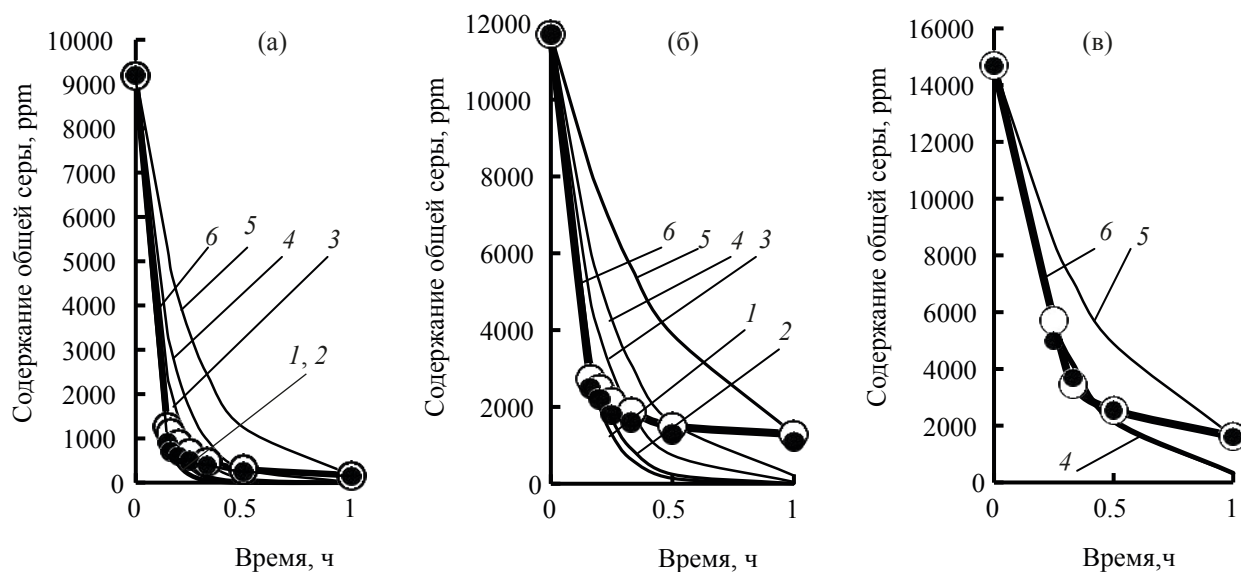 (а)
Содержание общей серы, ppm
10000
9000
8000
7000
6000
5000
4000
3000
2000
1000
0
6 5 4 3
1, 2
0 0.5 1
Время, ч
(б)
Содержание общей серы, ppm
12000
10000
8000
6000
4000
2000
0
6 5 4 3
1
2
0 0.5 1
Время, ч
(в)
Содержание общей серы, ppm
16000
14000
12000
10000
8000
6000
4000
2000
0
6 5
4
0 0.5 1
Время,ч